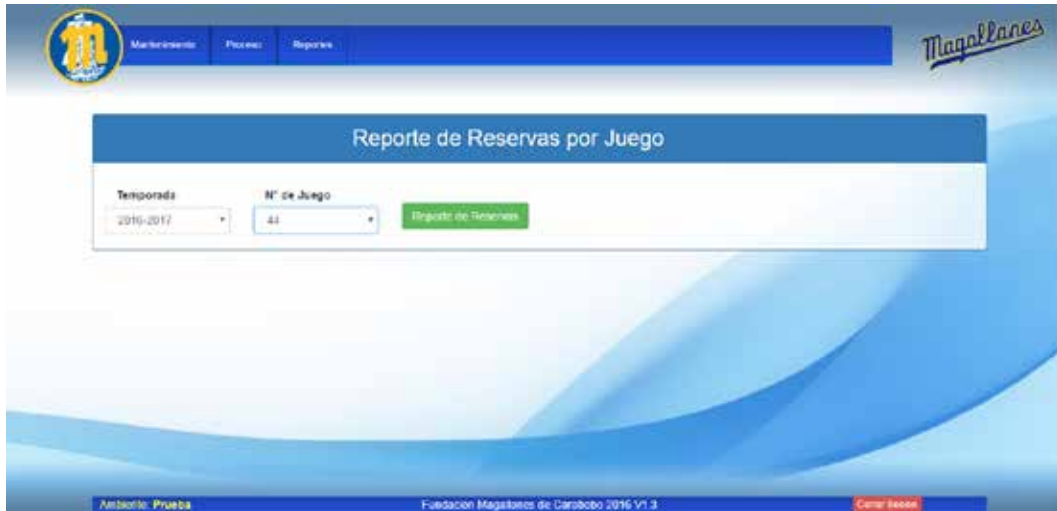 Mantenimiento Proceso Reportes
Magallanes
Reporte de Reservas por Juego
Temporada N° de Juego
2016-2017 44 Reporte de Reservas
Ambiente: Prueba Fundación Magallanes de Carabobo 2016 V1.3 Cerrar Sesion